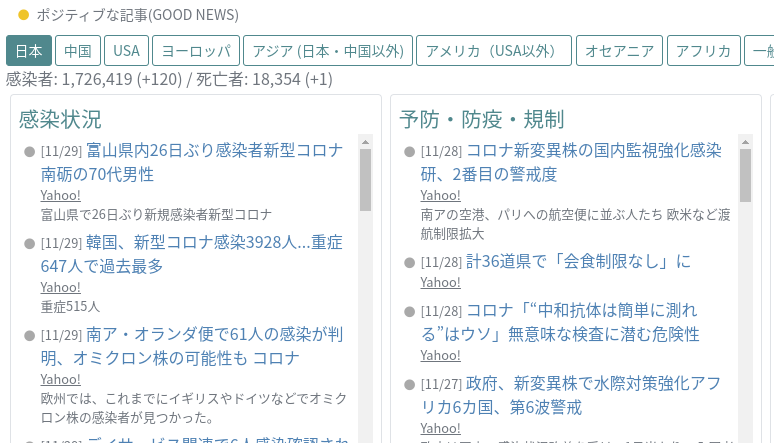 ポジティブな記事(GOOD NEWS)
日本 中国 USA ヨーロッパ アジア (日本・中国以外) アメリカ（USA以外） オセアニア アフリカ 一般
感染者: 1,726,419 (+120) / 死亡者: 18,354 (+1)
感染状況
[11/29] 富山県内26日ぶり感染者新型コロナ
南砺の70代男性
Yahoo!
富山県で26日ぶり新規感染者新型コロナ
[11/29] 韓国、新型コロナ感染3928人...重症
647人で過去最多
Yahoo!
重症515人
[11/29] 南ア・オランダ便で61人の感染が判
明、オミクロン株の可能性も コロナ
Yahoo!
欧州では、これまでにイギリスやドイツなどでオミク
ロン株の感染者が見つかった。
予防・防疫・規制
[11/28] コロナ新変異株の国内監視強化感染
研、2番目の警戒度
Yahoo!
南アの空港、パリへの航空便に並ぶ人たち 欧米など渡
航制限拡大
[11/28] 計36道県で「会食制限なし」に
Yahoo!
[11/28] コロナ「“中和抗体は簡単に測れ
る”はウソ」無意味な検査に潜む危険性
Yahoo!
[11/27] 政府、新変異株で水際対策強化アフ
リカ6カ国、第6波警戒
Yahoo!